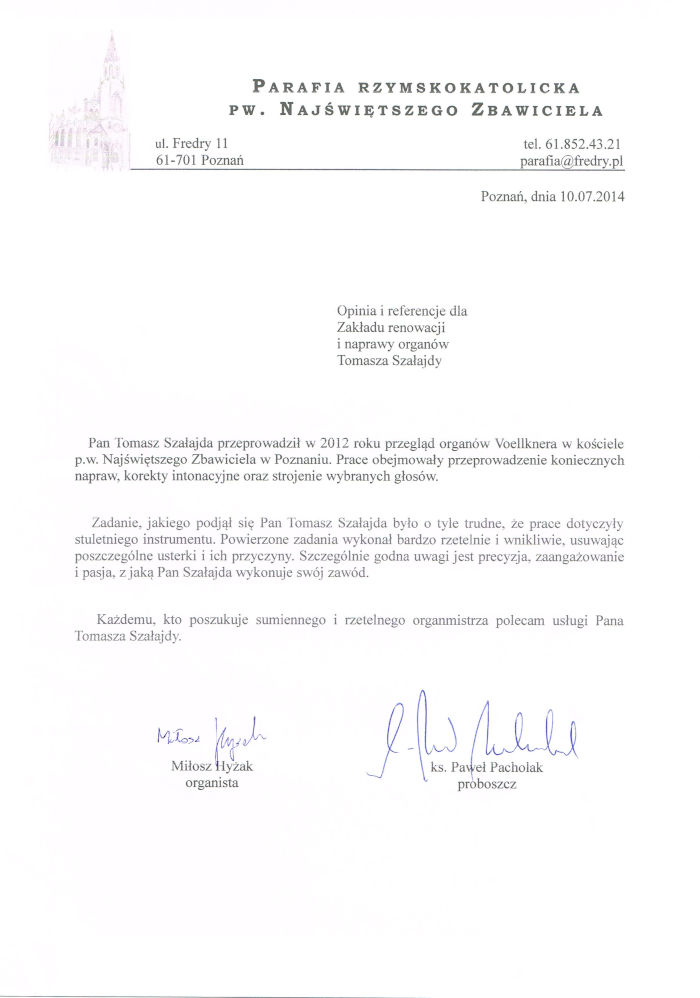 PARAFIA RZYMSKOKATOLICKA
PW. NAJŚWIĘTSZEGO ZBAWICIELA
ul. Fredry 11
61-701 Poznań
tel. 61.852.43.21
parafia@fredry.pl
Poznań, dnia 10.07.2014
Opinia i referencje dla
Zakładu renowacji
i naprawy organów
Tomasza Szałajdy
Pan Tomasz Szałajda przeprowadził w 2012 roku przegląd organów Voellknera w kościele
p.w. Najświętszego Zbawiciela w Poznaniu. Prace obejmowały przeprowadzenie koniecznych
napraw, korekty intonacyjne oraz strojenie wybranych głosów.
Zadanie, jakiego podjął się Pan Tomasz Szałajda było o tyle trudne, że prace dotyczyły
stuletniego instrumentu. Powierzone zadania wykonał bardzo rzetelnie i wnikliwie, usuwając
poszczególne usterki i ich przyczyny. Szczególnie godna uwagi jest precyzja, zaangażowanie
i pasja, z jaką Pan Szałajda wykonuje swój zawód.
Każdemu, kto poszukuje sumiennego i rzetelnego organmistrza polecam usługi Pana
Tomasza Szałajdy.
Miłosz Hyżak
Miłosz Hyżak
organista
ks. Paweł Pacholak
proboszcz